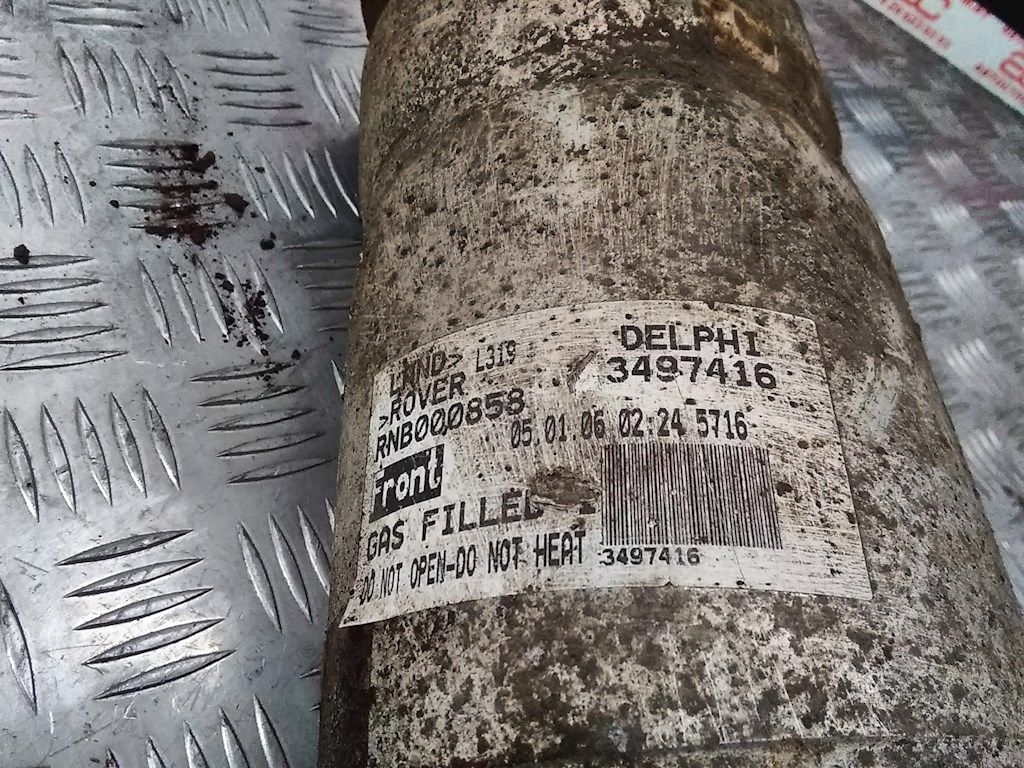 LAND> L319
>ROVER
RNB000858
DELPHI
3497416
05.01.06 02:24 5716
Front
GAS FILLED
DO NOT OPEN-DO NOT HEAT
3497416